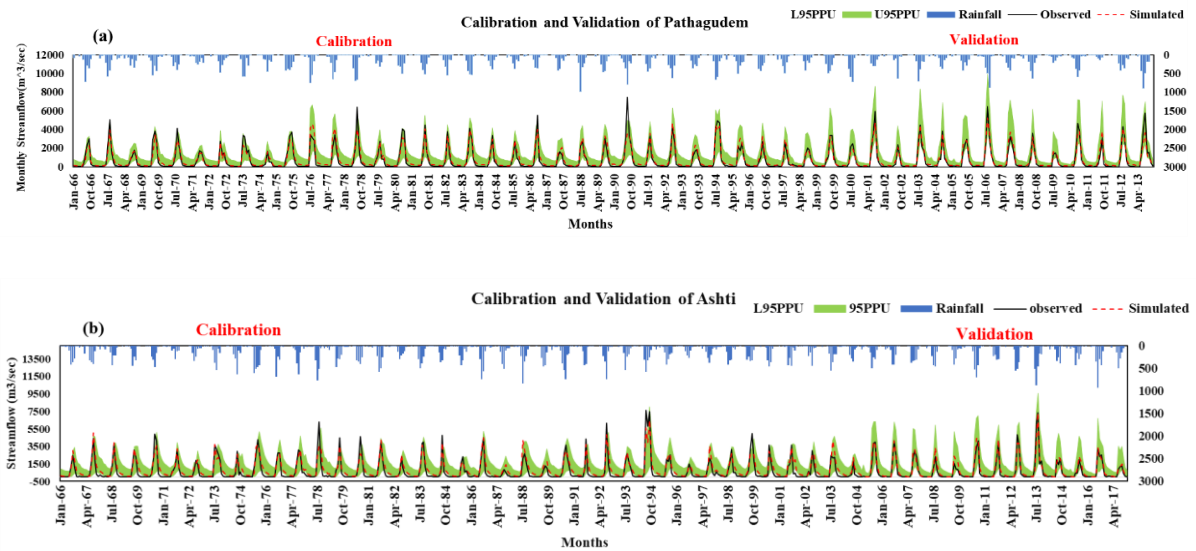 Calibration and Validation of Pathagudem
L95PPU U95PPU Rainfall Observed Simulated
(a)
Calibration
Validation
Monthly Streamflow(m^3/sec)
12000
10000
8000
6000
4000
2000
0
0
500
1000
1500
2000
2500
3000
Jan-66 Oct-66 Jul-67 Apr-68 Jan-69 Oct-69 Jul-70 Apr-71 Jan-72 Oct-72 Jul-73 Apr-74 Jan-75 Oct-75 Jul-76 Apr-77 Jan-78 Oct-78 Jul-79 Apr-80 Jan-81 Oct-81 Jul-82 Apr-83 Jan-84 Oct-84 Jul-85 Apr-86 Jan-87 Oct-87 Jul-88 Apr-89 Jan-90 Oct-90 Jul-91 Apr-92 Jan-93 Oct-93 Jul-94 Apr-95 Jan-96 Oct-96 Jul-97 Apr-98 Jan-99 Oct-99 Jul-00 Apr-01 Jan-02 Oct-02 Jul-03 Apr-04 Jan-05 Oct-05 Jul-06 Apr-07 Jan-08 Oct-08 Jul-09 Apr-10 Jan-11 Oct-11 Jul-12 Apr-13
Months
Calibration and Validation of Ashti
L95PPU 95PPU Rainfall observed Simulated
(b)
Calibration
Validation
Streamflow (m3/sec)
13500
11500
9500
7500
5500
3500
1500
-500
0
500
1000
1500
2000
2500
3000
Jan-66 Apr-67 Jul-68 Oct-69 Jan-71 Apr-72 Jul-73 Oct-74 Jan-76 Apr-77 Jul-78 Oct-79 Jan-81 Apr-82 Jul-83 Oct-84 Jan-86 Apr-87 Jul-88 Oct-89 Jan-91 Apr-92 Jul-93 Oct-94 Jan-96 Apr-97 Jul-98 Oct-99 Jan-01 Apr-02 Jul-03 Oct-04 Jan-06 Apr-07 Jul-08 Oct-09 Jan-11 Apr-12 Jul-13 Oct-14 Jan-16 Apr-17
Months